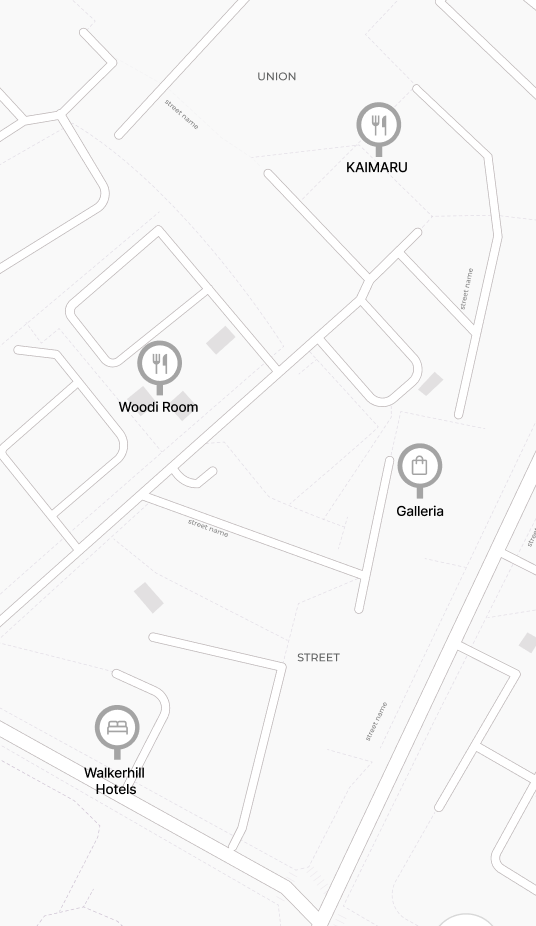 UNION
street name
KAIMARU
street name
Woodi Room
Galleria
street name
STREET
street name
Walkerhill
Hotels